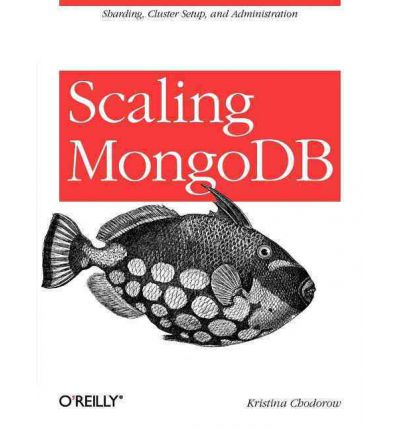 Sharding, Cluster Setup, and Administration
Scaling
MongoDB
O'REILLY®
Kristina Chodorow